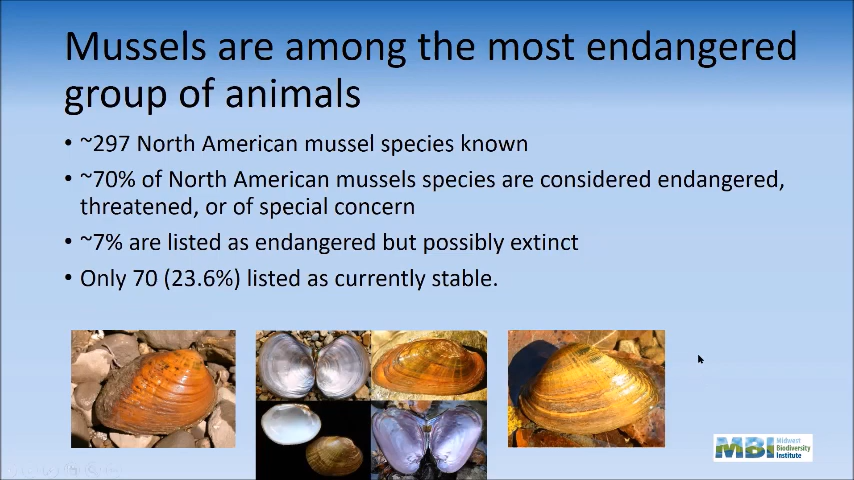 Mussels are among the most endangered
group of animals
• ~297 North American mussel species known
• ~70% of North American mussels species are considered endangered,
threatened, or of special concern
• ~7% are listed as endangered but possibly extinct
• Only 70 (23.6%) listed as currently stable.
MBI Midwest
Biodiversity
Institute